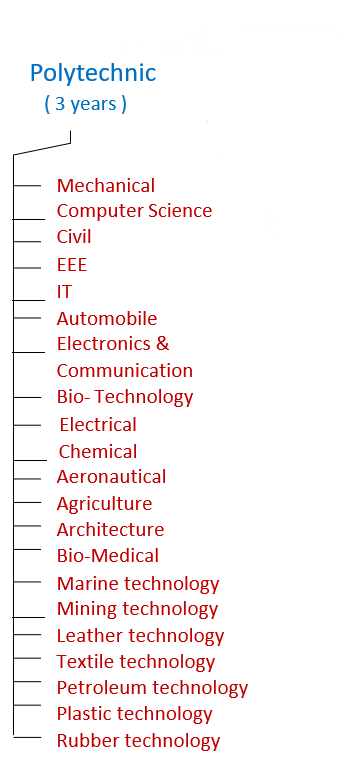 Polytechnic
( 3 years )
Mechanical
Computer Science
Civil
EEE
IT
Automobile
Electronics &
Communication
Bio- Technology
Electrical
Chemical
Aeronautical
Agriculture
Architecture
Bio-Medical
Marine technology
Mining technology
Leather technology
Textile technology
Petroleum technology
Plastic technology
Rubber technology